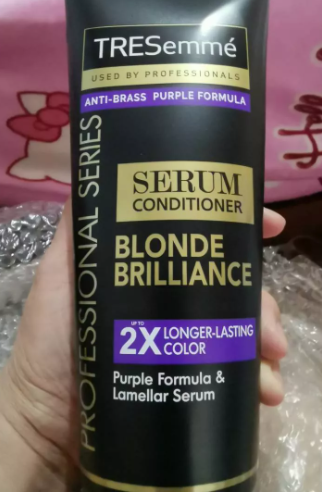 TRESemmé
USED BY PROFESSIONALS
ANTI-BRASS PURPLE FORMULA
PROFESSIONAL SERIES
SERUM
CONDITIONER
BLONDE
BRILLIANCE
UP TO
2X LONGER-LASTING
COLOR
Purple Formula &
Lamellar Serum